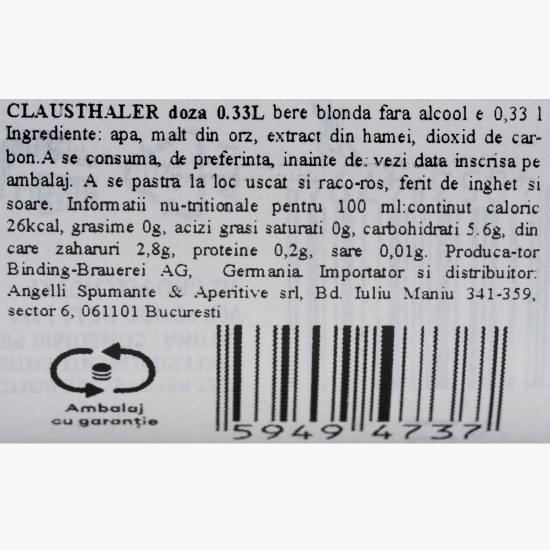 CLAUSTHALER doza 0.33L bere blonda fara alcool e 0,33 l
Ingrediente: apa, malt din orz, extract din hamei, dioxid de car-
bon.A se consuma, de preferinta, inainte de: vezi data inscrisa pe
ambalaj. A se pastra la loc uscat si raco-ros, ferit de inghet si
soare. Informatii nu-tritionale pentru 100 ml:continut caloric
26kcal, grasime 0g, acizi grasi saturati 0g, carbohidrati 5.6g, din
care zaharuri 2,8g, proteine 0,2g, sare 0,01g. Produca-tor
Binding-Brauerei AG, Germania. Importator si distribuitor:
Angelli Spumante & Aperitive srl, Bd. Iuliu Maniu 341-359,
sector 6, 061101 Bucuresti
Ambalaj
cu garanție
5949 4737